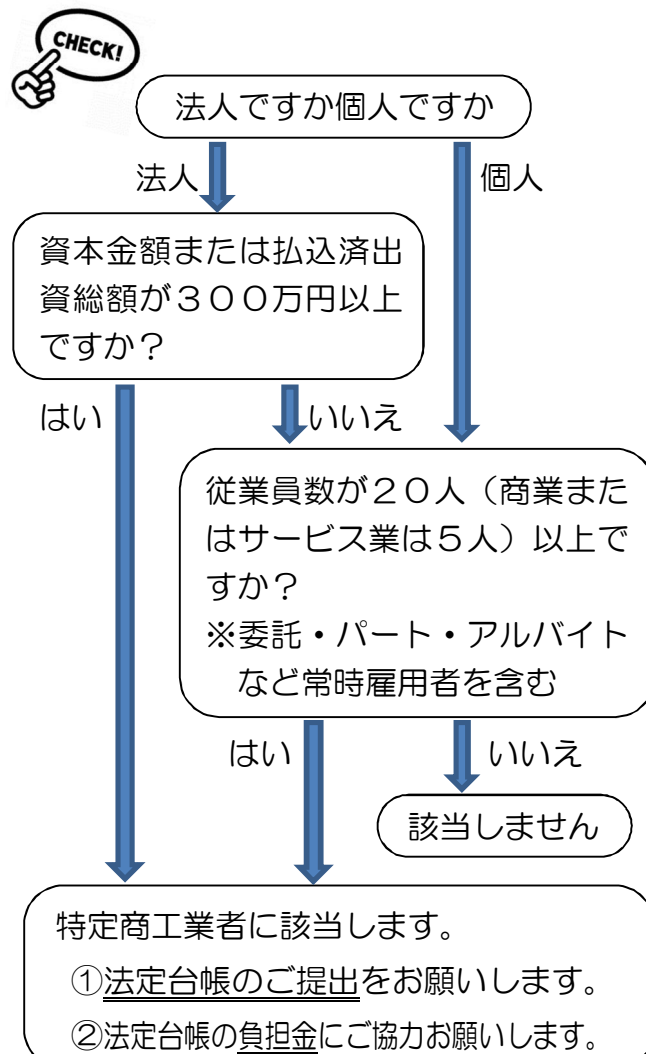 CHECK!
法人ですか個人ですか
法人
個人
資本金額または払込済出
資総額が３００万円以上
ですか？
はい
いいえ
従業員数が２０人（商業また
はサービス業は５人）以上で
すか？
※委託・パート・アルバイト
など常時雇用者を含む
はい
いいえ
該当しません
特定商工業者に該当します。
①法定台帳のご提出をお願いします。
②法定台帳の負担金にご協力お願いします。